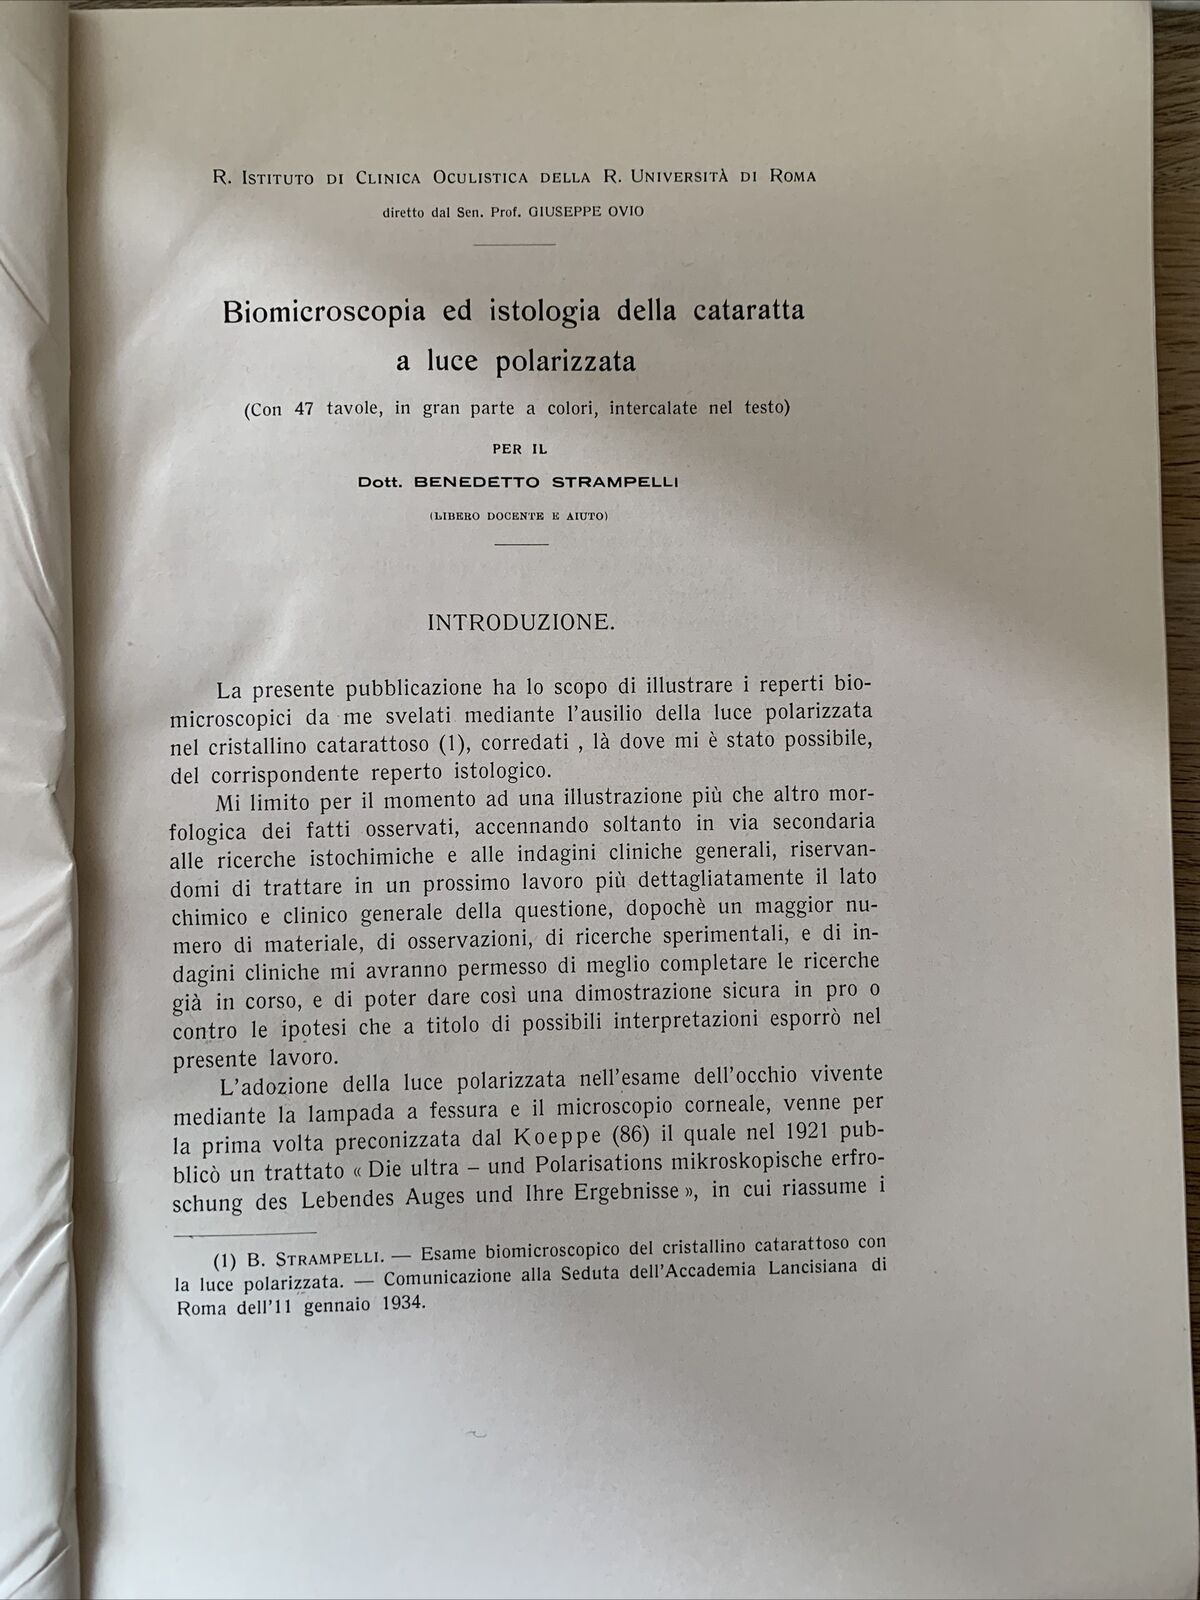 R. Istituto di Clinica Oculistica della R. Università di Roma
diretto dal Sen. Prof. GIUSEPPE OVIO
Biomicroscopia ed istologia della cataratta
a luce polarizzata
(Con 47 tavole, in gran parte a colori, intercalate nel testo)
PER IL
Dott. BENEDETTO STRAMPELLI
(LIBERO DOCENTE E AIUTO)
INTRODUZIONE.
La presente pubblicazione ha lo scopo di illustrare i reperti bio-
microscopici da me svelati mediante l'ausilio della luce polarizzata
nel cristallino catarattoso (1), corredati , là dove mi è stato possibile,
del corrispondente reperto istologico.
Mi limito per il momento ad una illustrazione più che altro mor-
fologica dei fatti osservati, accennando soltanto in via secondaria
alle ricerche istochimiche e alle indagini cliniche generali, riservan-
domi di trattare in un prossimo lavoro più dettagliatamente il lato
chimico e clinico generale della questione, dopochè un maggior nu-
mero di materiale, di osservazioni, di ricerche sperimentali, e di in-
dagini cliniche mi avranno permesso di meglio completare le ricerche
già in corso, e di poter dare così una dimostrazione sicura in pro o
contro le ipotesi che a titolo di possibili interpretazioni esporrò nel
presente lavoro.
L'adozione della luce polarizzata nell'esame dell'occhio vivente
mediante la lampada a fessura e il microscopio corneale, venne per
la prima volta preconizzata dal Koeppe (86) il quale nel 1921 pub-
blicò un trattato « Die ultra – und Polarisations mikroskopische erfro-
schung des Lebendes Auges und Ihre Ergebnisse », in cui riassume i
(1) B. Strampelli. — Esame biomicroscopico del cristallino catarattoso con
la luce polarizzata. — Comunicazione alla Seduta dell'Accademia Lancisiana di
Roma dell'11 gennaio 1934.